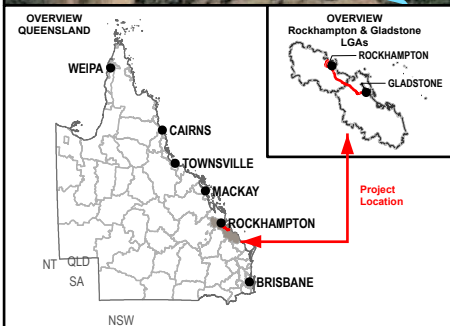 OVERVIEW
QUEENSLAND
WEIPA
CAIRNS
TOWNSVILLE
MACKAY
ROCKHAMPTON
BRISBANE
NT
QLD
SA
NSW
OVERVIEW
Rockhampton & Gladstone
LGAs
ROCKHAMPTON
GLADSTONE
Project
Location